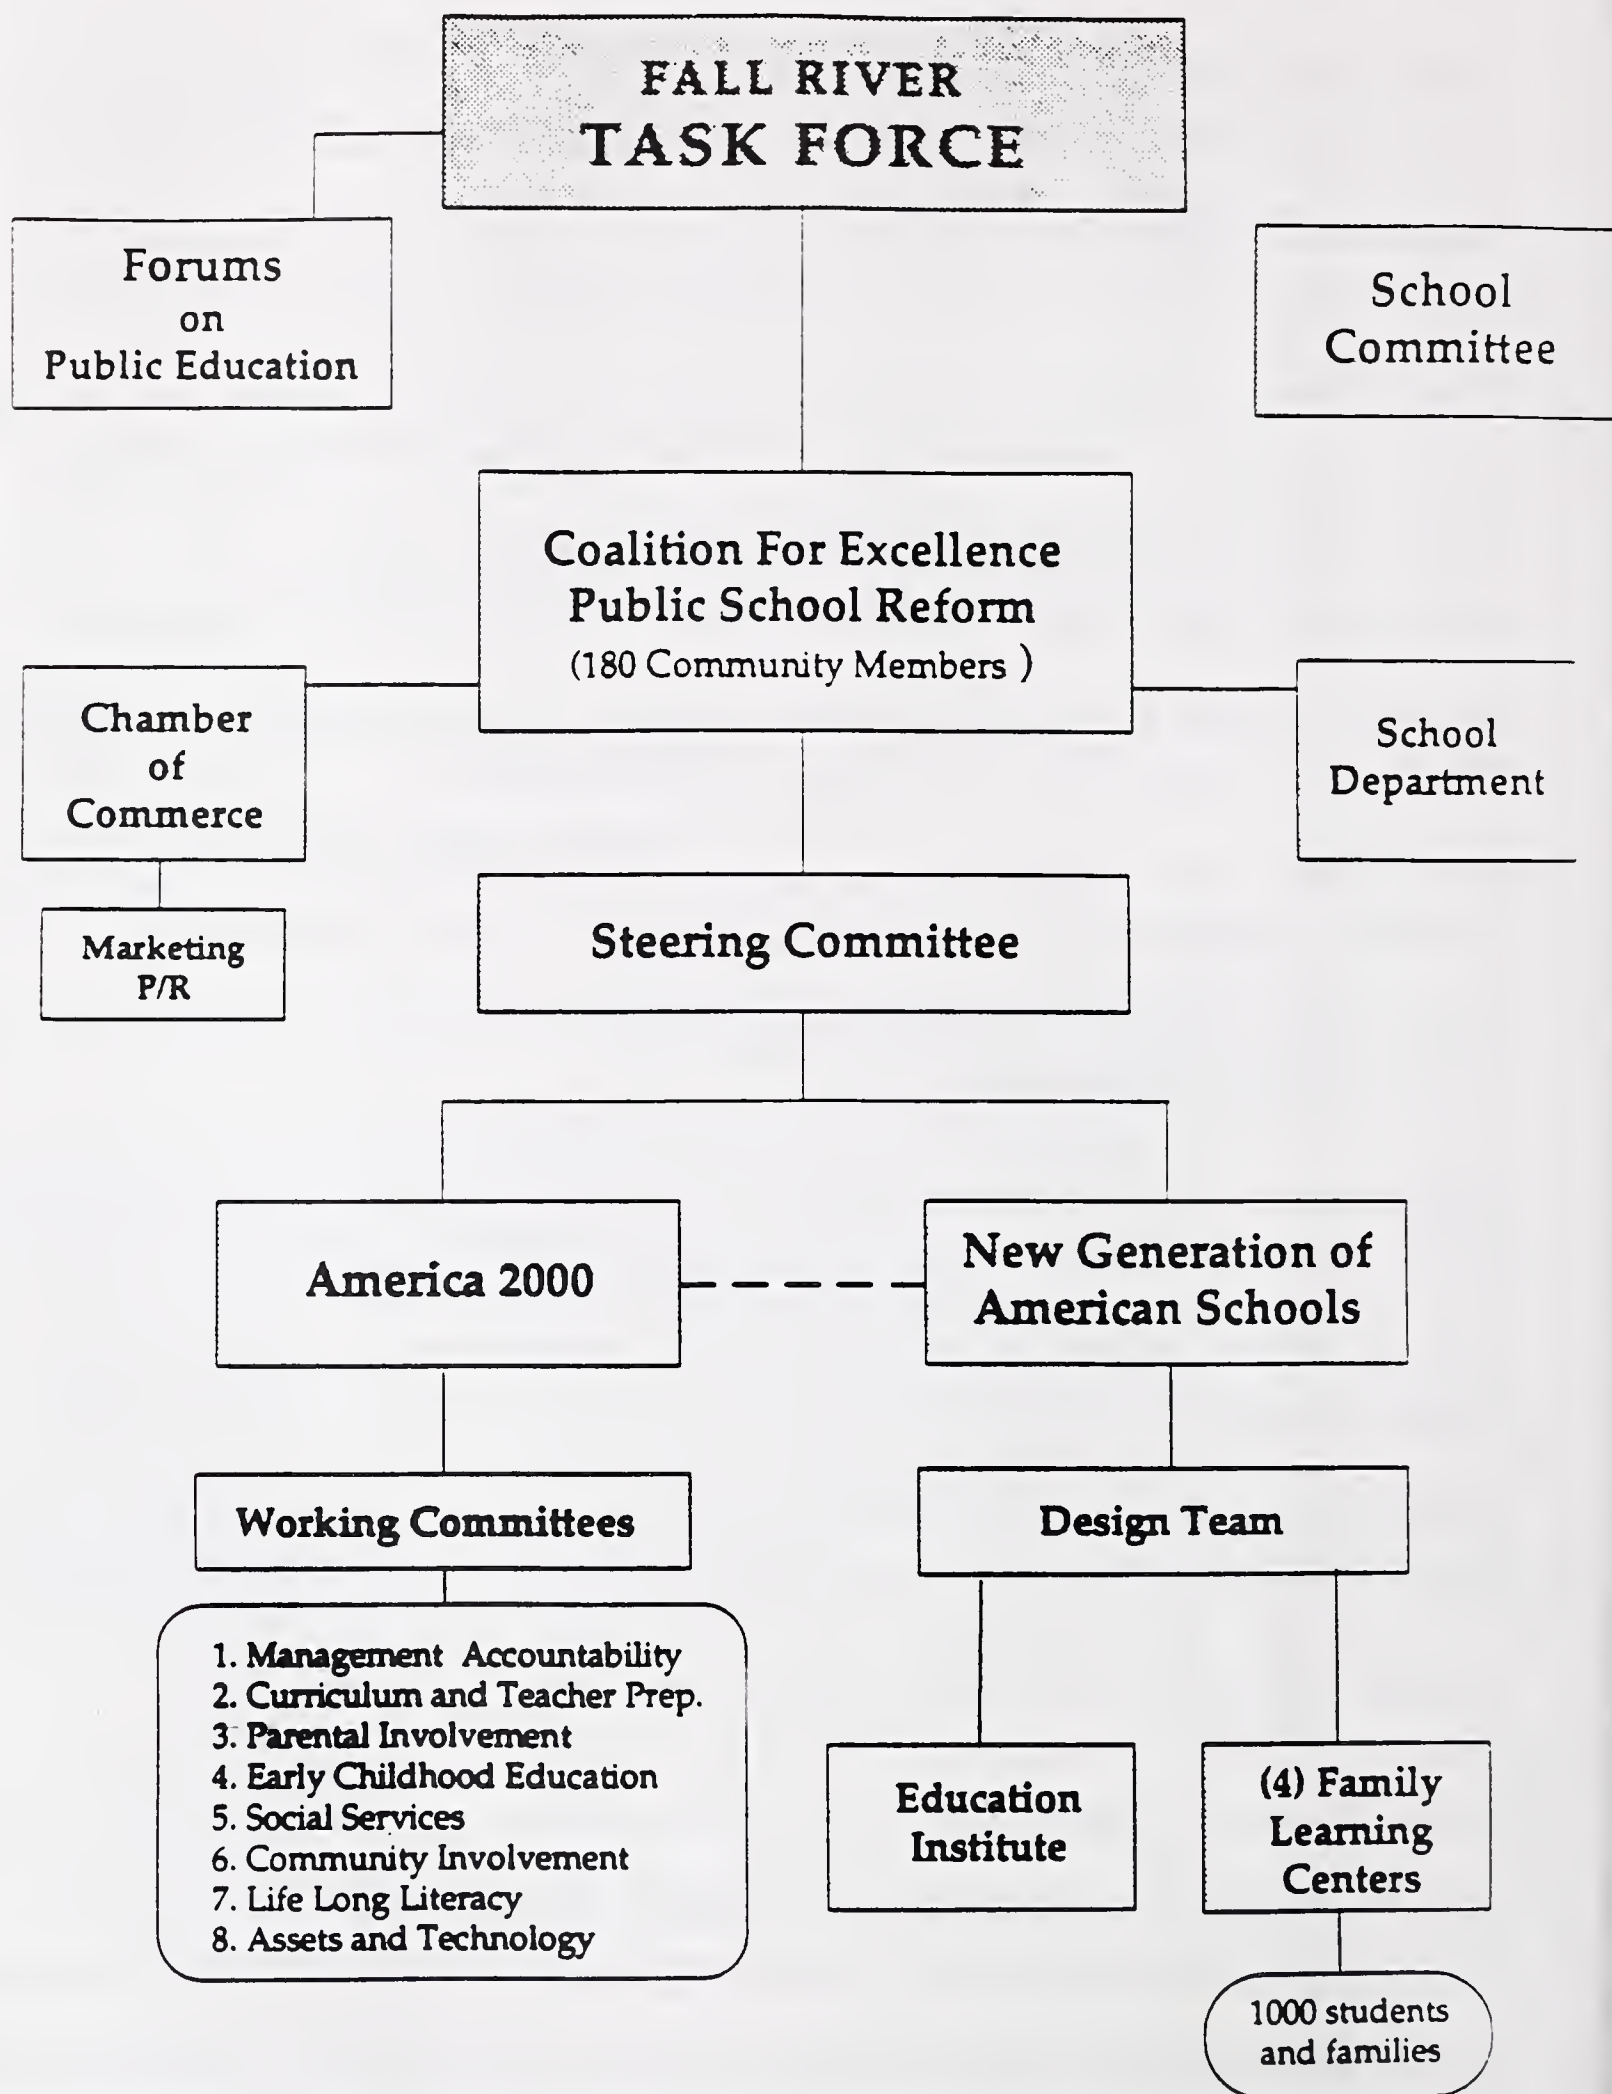 FALL RIVER
TASK FORCE
Forums
on
Public Education
School
Committee
Coalition For Excellence
Public School Reform
(180 Community Members )
Chamber
of
Commerce
School
Department
Marketing
P/R
Steering Committee
America 2000
New Generation of
American Schools
Working Committees
Design Team
1. Management Accountability
2. Curriculum and Teacher Prep.
3. Parental Involvement
4. Early Childhood Education
5. Social Services
6. Community Involvement
7. Life Long Literacy
8. Assets and Technology
Education
Institute
(4) Family
Learning
Centers
1000 students
and families